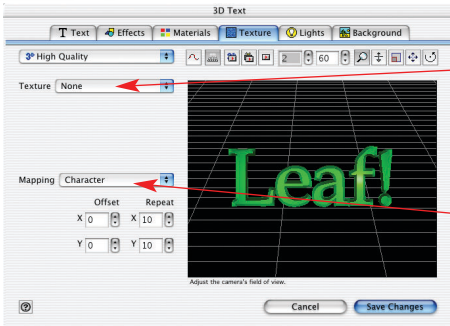 3D Text
T Text Effects Materials Texture Lights Background
3° High Quality
2 60
Texture None
Leaf!
Mapping Character
Offset Repeat
X 0 X 10
Y 0 Y 10
Adjust the camera's field of view.
? Cancel Save Changes